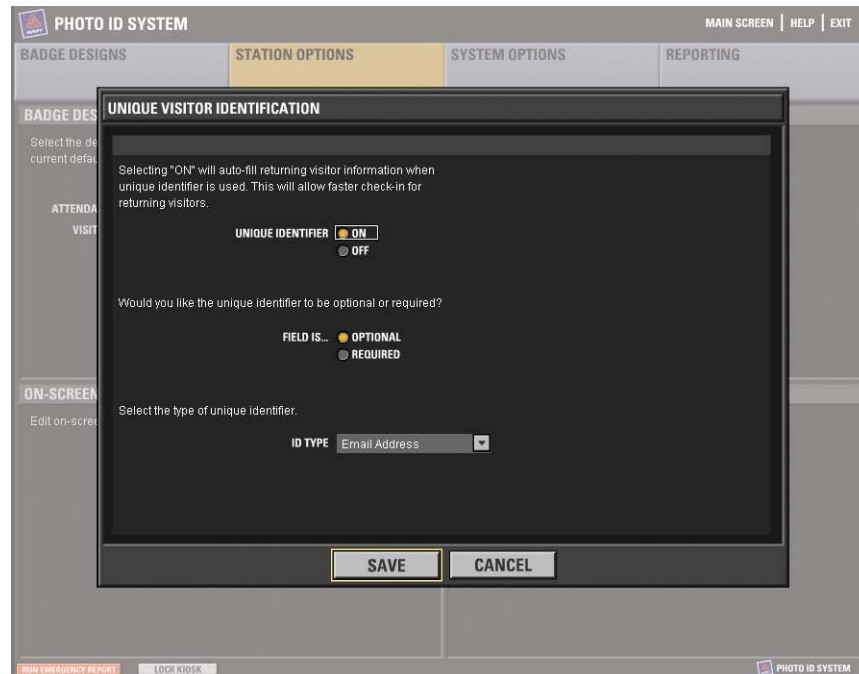 PHOTO ID SYSTEM
MAIN SCREEN | HELP | EXIT
BADGE DESIGNS
STATION OPTIONS
SYSTEM OPTIONS
REPORTING
BADGE DES
UNIQUE VISITOR IDENTIFICATION
Select the de
current defau
Selecting "ON" will auto-fill returning visitor information when
unique identifier is used. This will allow faster check-in for
returning visitors.
ATTENDA
VISIT
UNIQUE IDENTIFIER ON
OFF
Would you like the unique identifier to be optional or required?
FIELD IS... OPTIONAL
REQUIRED
ON-SCREEN
Edit on-scree
Select the type of unique identifier.
ID TYPE Email Address
SAVE
CANCEL
RUN EMERGENCY REPORT
LOCK KIOSK
PHOTO ID SYSTEM